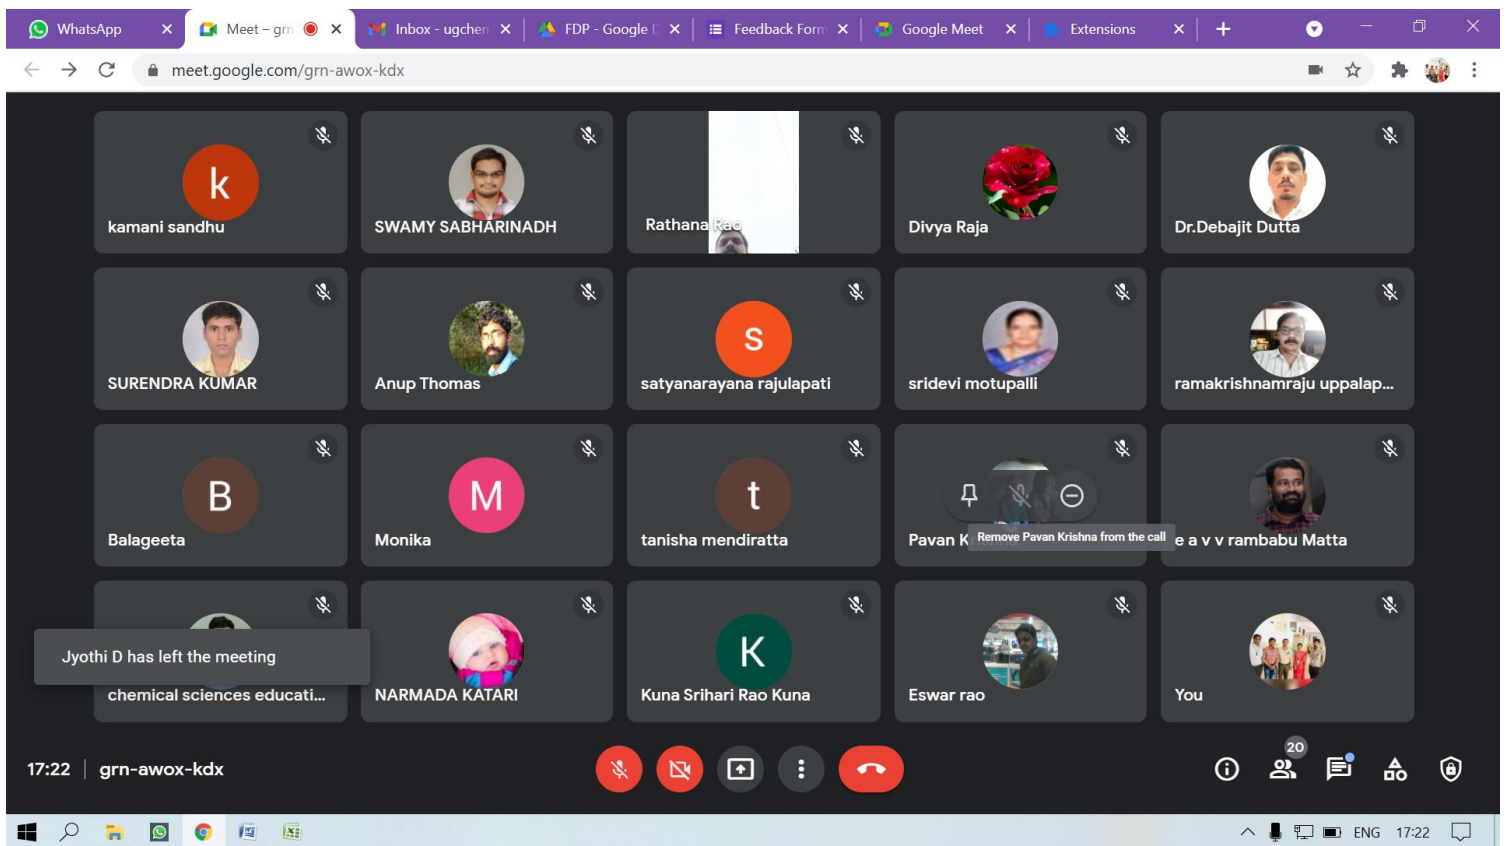 WhatsApp
Meet – grn
Inbox - ugchem
FDP - Google D
Feedback Form
Google Meet
Extensions
meet.google.com/grn-awox-kdx
k
kamani sandhu
SWAMY SABHARINADH
Rathana Rao
Divya Raja
Dr.Debajit Dutta
SURENDRA KUMAR
Anup Thomas
s
satyanarayana rajulapati
sridevi motupalli
ramakrishnamraju uppalap...
B
Balageeta
M
Monika
t
tanisha mendiratta
Pavan K
Remove Pavan Krishna from the call
e a v v rambabu Matta
Jyothi D has left the meeting
chemical sciences educati...
NARMADA KATARI
K
Kuna Srihari Rao Kuna
Eswar rao
You
17:22 | grn-awox-kdx
20
ENG 17:22